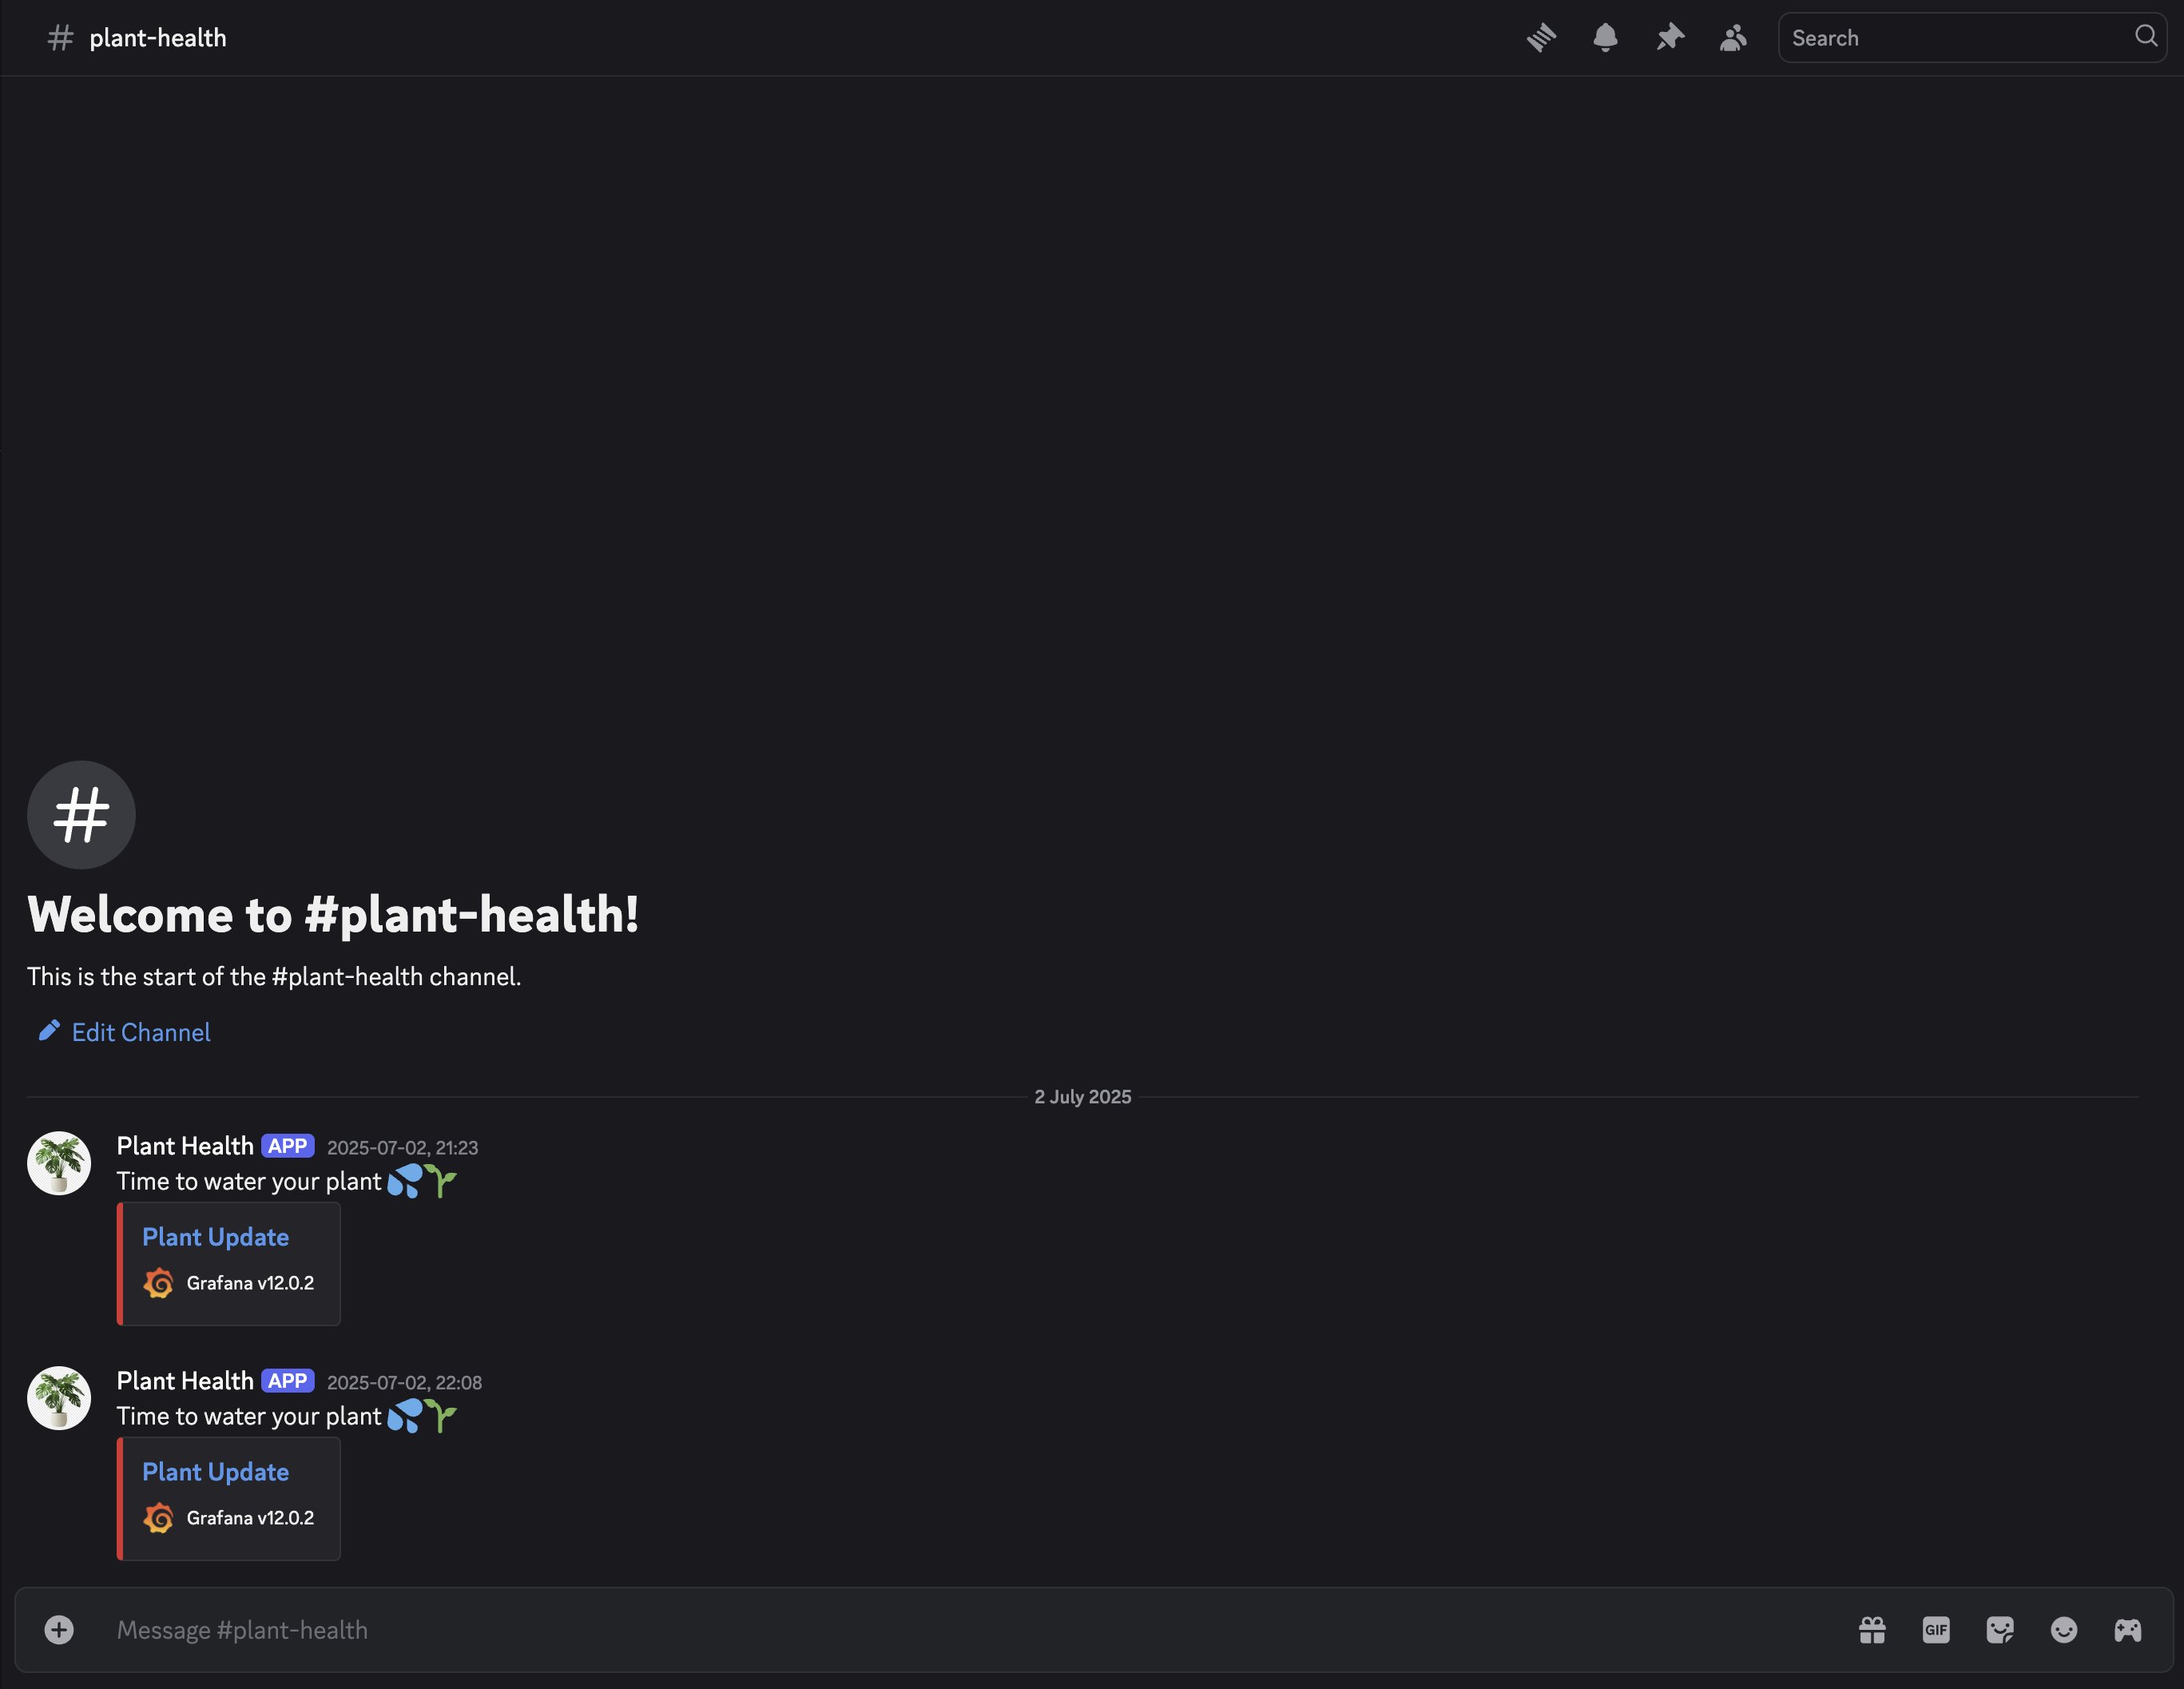 # plant-health
Search
Welcome to #plant-health!
This is the start of the #plant-health channel.
Edit Channel
2 July 2025
Plant Health APP 2025-07-02, 21:23
Time to water your plant 💦🌱
Plant Update
Grafana v12.0.2
Plant Health APP 2025-07-02, 22:08
Time to water your plant 💦🌱
Plant Update
Grafana v12.0.2
Message #plant-health
GIF